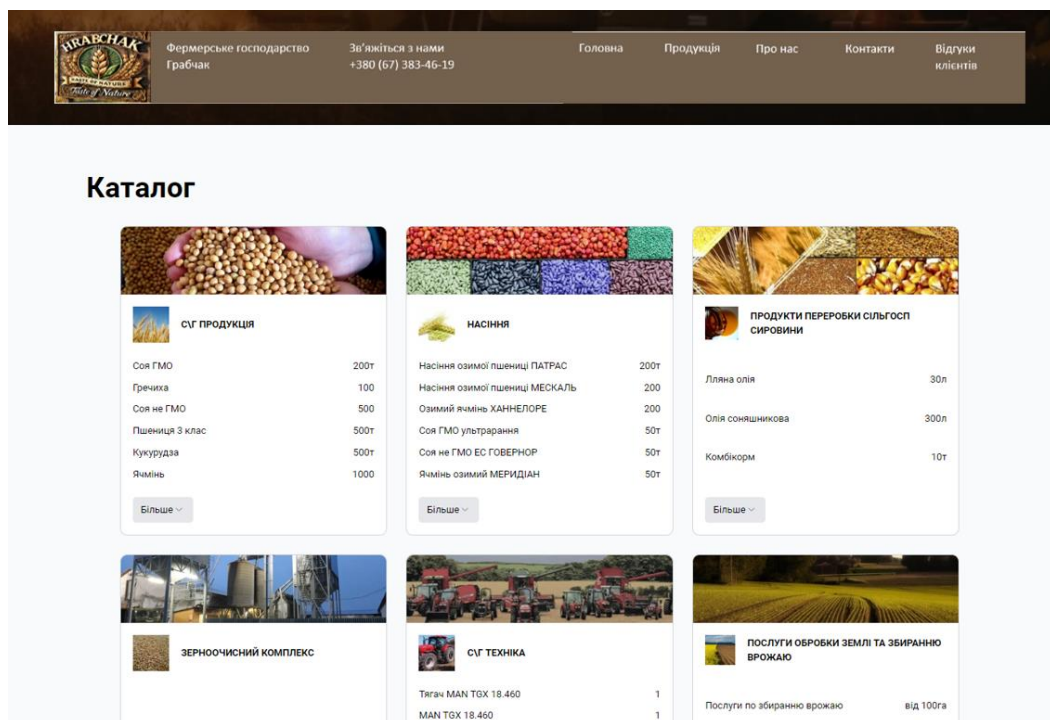 HRABCHAK
TASTE OF NATURE
Taste of Nature
Фермерське господарство
Грабчак
Зв'яжіться з нами
+380 (67) 383-46-19
Головна
Продукція
Про нас
Контакти
Відгуки
клієнтів
Каталог
С\Г ПРОДУКЦІЯ
Соя ГМО 200т
Гречиха 100
Соя не ГМО 500
Пшениця 3 клас 500т
Кукурудза 500т
Ячмінь 1000
Більше
НАСІННЯ
Насіння озимої пшениці ПАТРАС 200т
Насіння озимої пшениці МЕСКАЛЬ 200
Озимий ячмінь ХАННЕЛОРЕ 200
Соя ГМО ультрарання 50т
Соя не ГМО ЕС ГОВЕРНОР 50т
Ячмінь озимий МЕРИДІАН 50т
Більше
ПРОДУКТИ ПЕРЕРОБКИ СІЛЬГОСП
СИРОВИНИ
Лляна олія 30л
Олія соняшникова 300л
Комбікорм 10т
Більше
ЗЕРНООЧИСНИЙ КОМПЛЕКС
С\Г ТЕХНІКА
Тягач MAN TGX 18.460 1
MAN TGX 18.460 1
ПОСЛУГИ ОБРОБКИ ЗЕМЛІ ТА ЗБИРАННЮ
ВРОЖАЮ
Послуги по збиранню врожаю від 100га